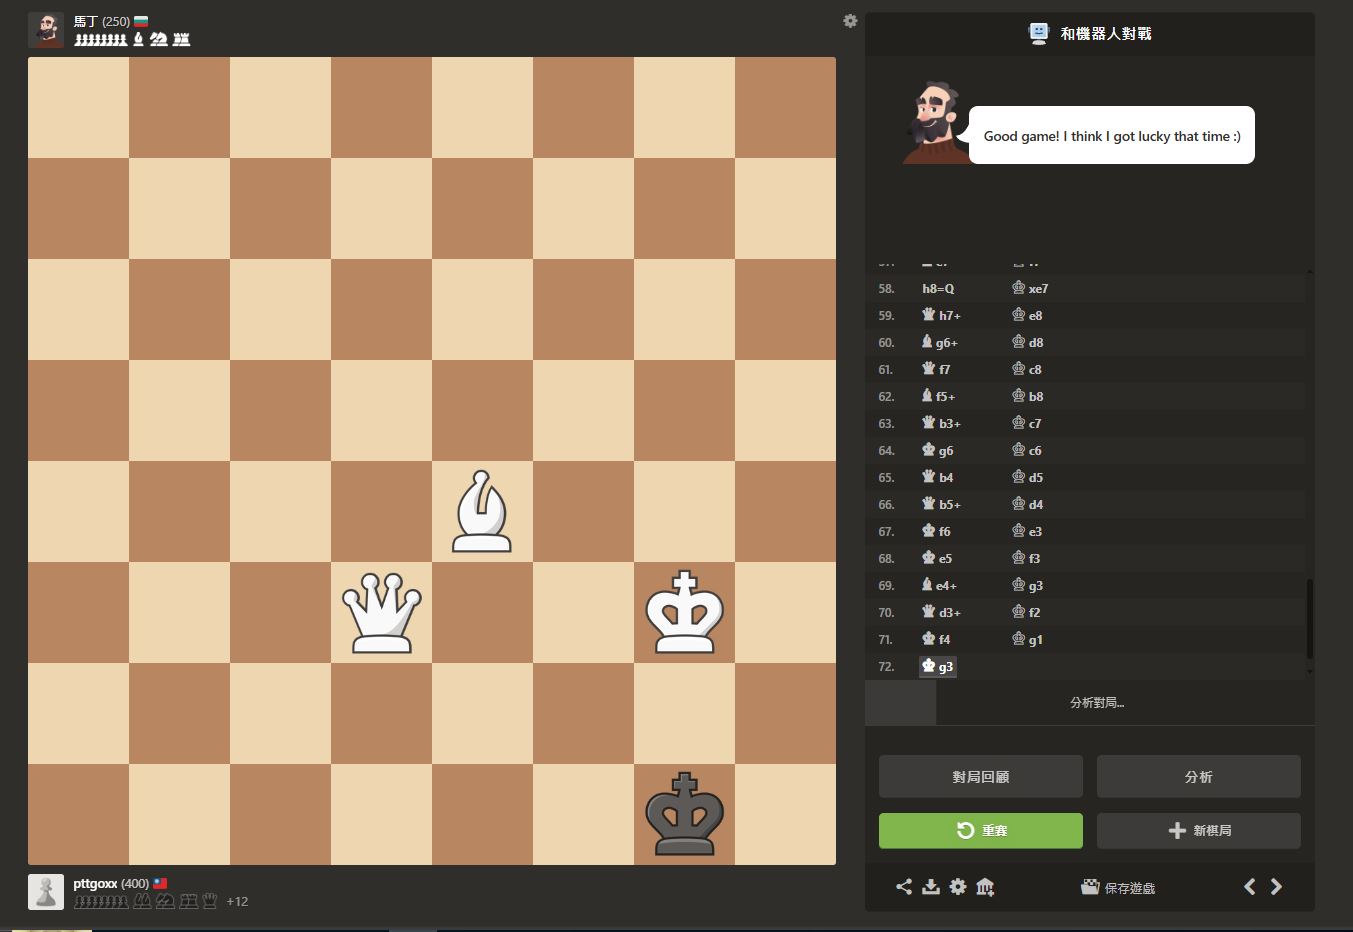 馬丁 (250)
和機器人對戰
Good game! I think I got lucky that time :)
58. h8=Q xe7
59. h7+ e8
60. g6+ d8
61. f7 c8
62. f5+ b8
63. b3+ c7
64. g6 c6
65. b4 d5
66. b5+ d4
67. f6 e3
68. e5 f3
69. e4+ g3
70. d3+ f2
71. f4 g1
72. g3
分析對局...
對局回顧
分析
重賽
新棋局
pttgoxx (400)
+12
保存遊戲